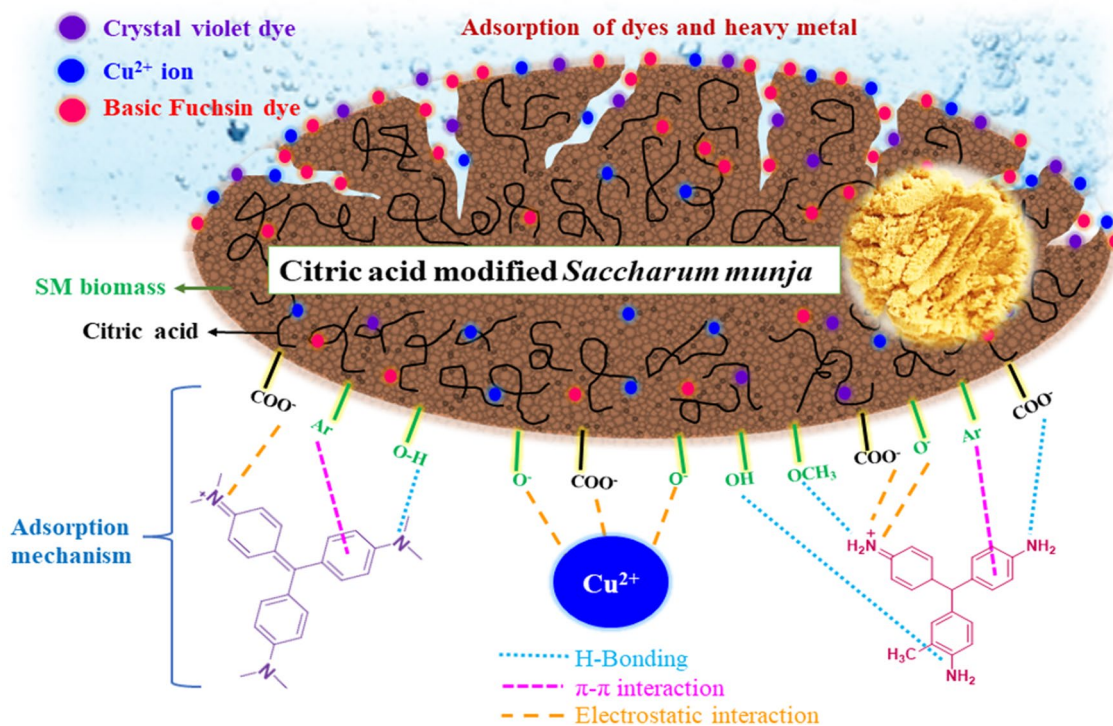 Crystal violet dye
Adsorption of dyes and heavy metal
Cu²⁺ ion
Basic Fuchsin dye
Citric acid modified Saccharum munja
SM biomass
Citric acid
COO⁻
Ar
O-H
O⁻
COO⁻
O⁻
OH
OCH₃
COO⁻
O⁻
Ar
COO⁻
Adsorption
mechanism
N⁺
N
N
Cu²⁺
H₂N⁺
NH₂
H₃C
NH₂
H-Bonding
π-π interaction
Electrostatic interaction